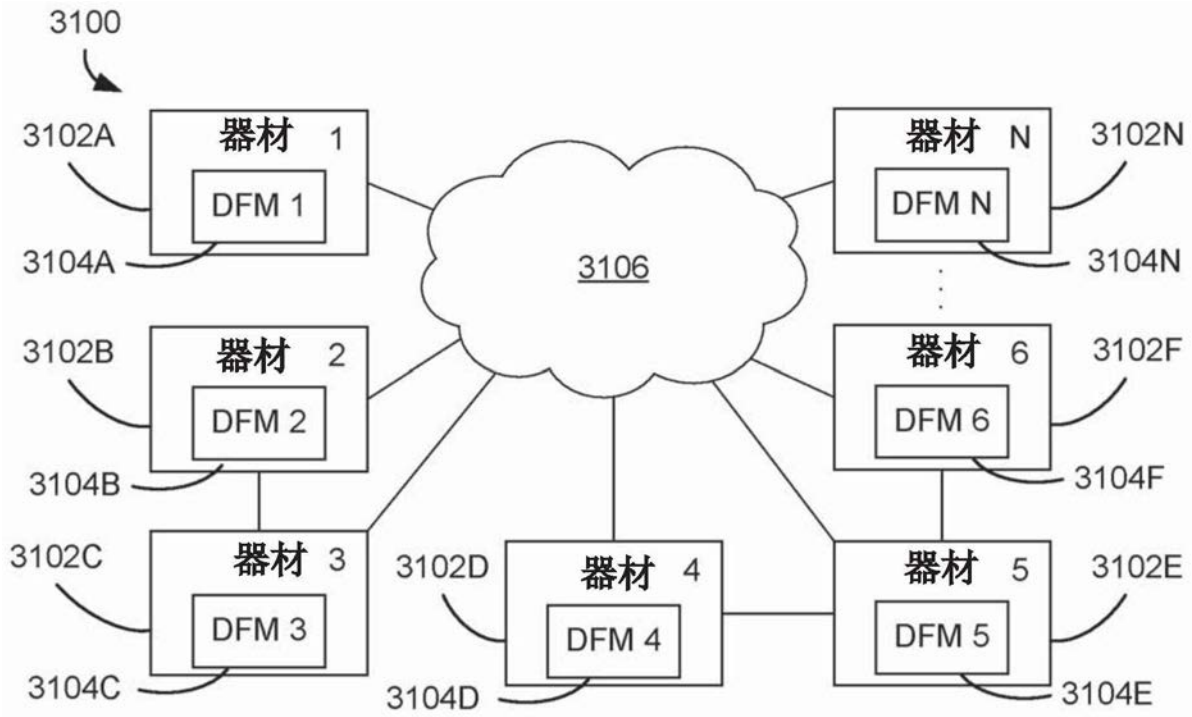 3100
3102A
器材 1
DFM 1
3104A
3102B
器材 2
DFM 2
3104B
3102C
器材 3
DFM 3
3104C
3106
3102D
器材 4
DFM 4
3104D
器材 N
DFM N
3102N
3104N
器材 6
DFM 6
3102F
3104F
器材 5
DFM 5
3102E
3104E